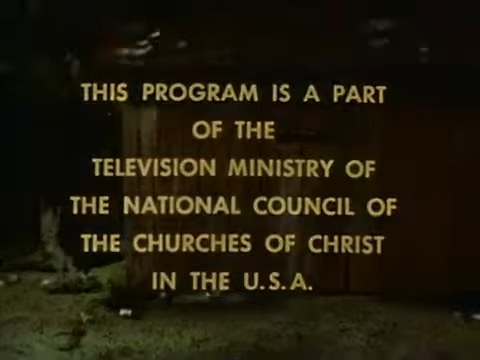 THIS PROGRAM IS A PART
OF THE
TELEVISION MINISTRY OF
THE NATIONAL COUNCIL OF
THE CHURCHES OF CHRIST
IN THE U.S.A.